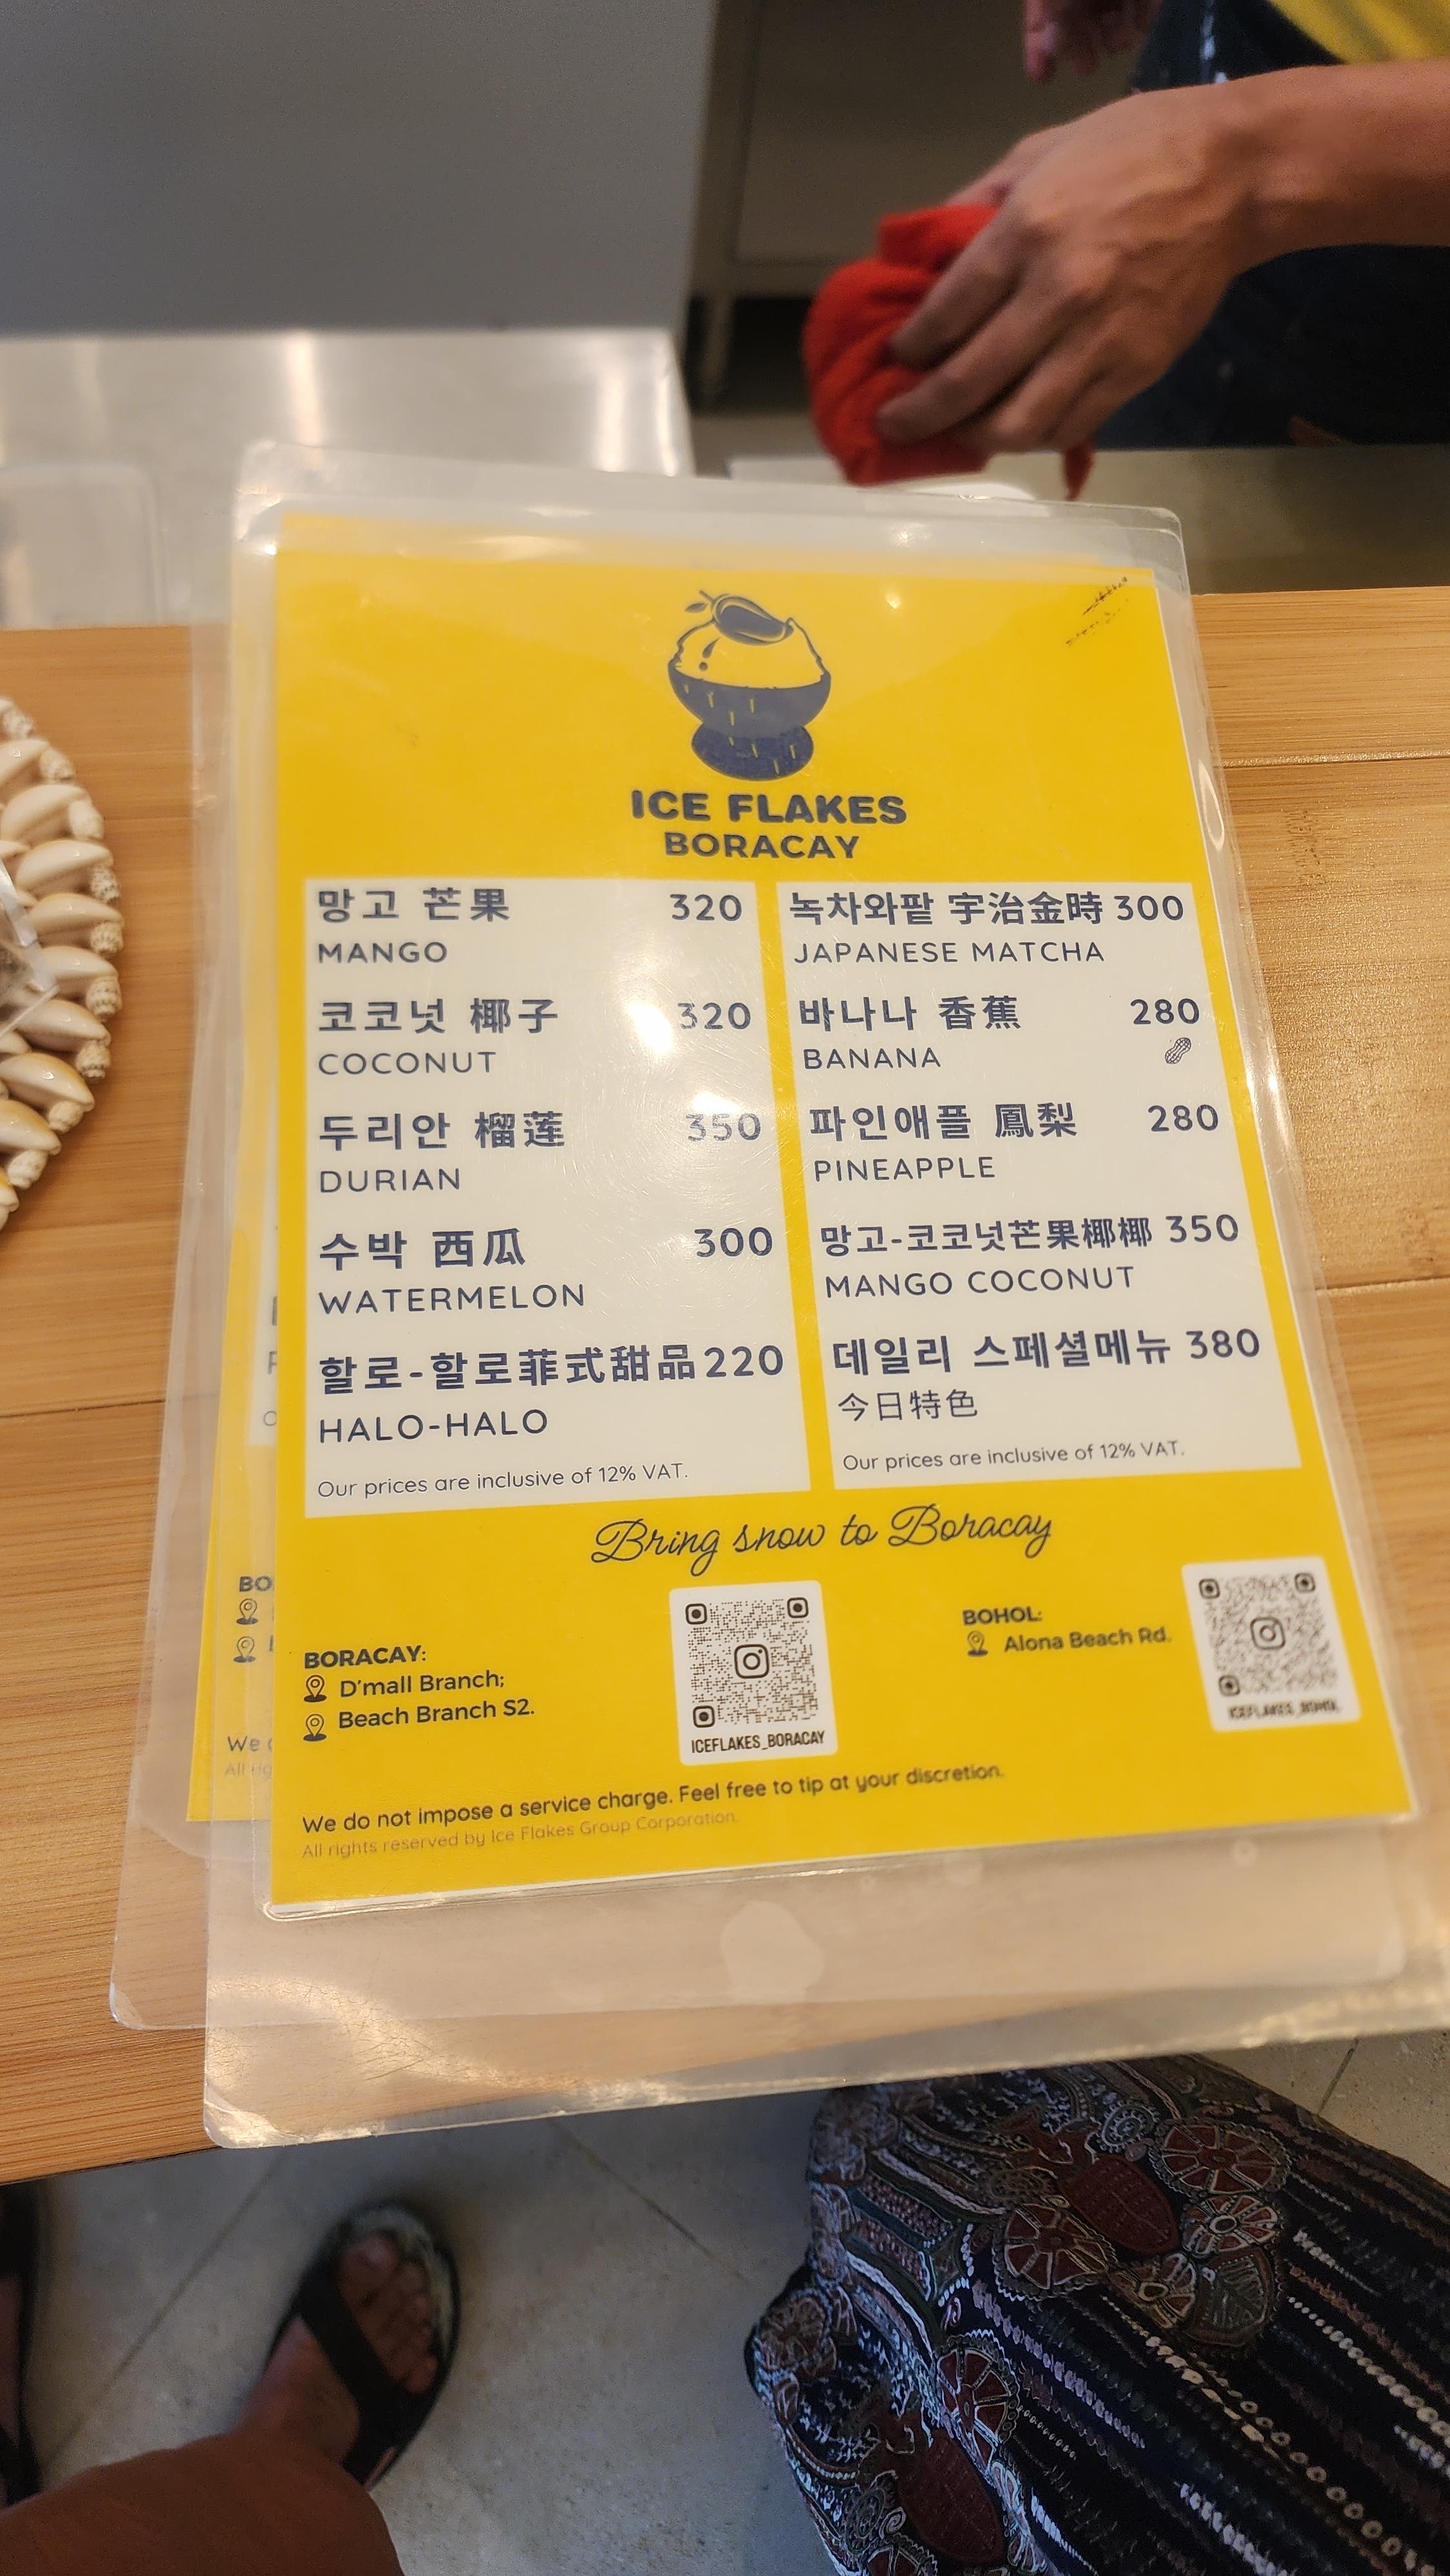 ICE FLAKES
BORACAY
망고 芒果 320
MANGO
코코넛 椰子 320
COCONUT
두리안 榴莲 350
DURIAN
수박 西瓜 300
WATERMELON
할로-할로菲式甜品 220
HALO-HALO
Our prices are inclusive of 12% VAT.
녹차와팥 宇治金時 300
JAPANESE MATCHA
바나나 香蕉 280
BANANA
파인애플 鳳梨 280
PINEAPPLE
망고-코코넛芒果椰椰 350
MANGO COCONUT
데일리 스페셜메뉴 380
今日特色
Our prices are inclusive of 12% VAT.
Bring snow to Boracay
BORACAY:
D'mall Branch;
Beach Branch S2.
ICEFLAKES_BORACAY
BOHOL:
Alona Beach Rd.
ICEFLAKES_BOHOL
We do not impose a service charge. Feel free to tip at your discretion.
All rights reserved by Ice Flakes Group Corporation.
BO
We
All rig